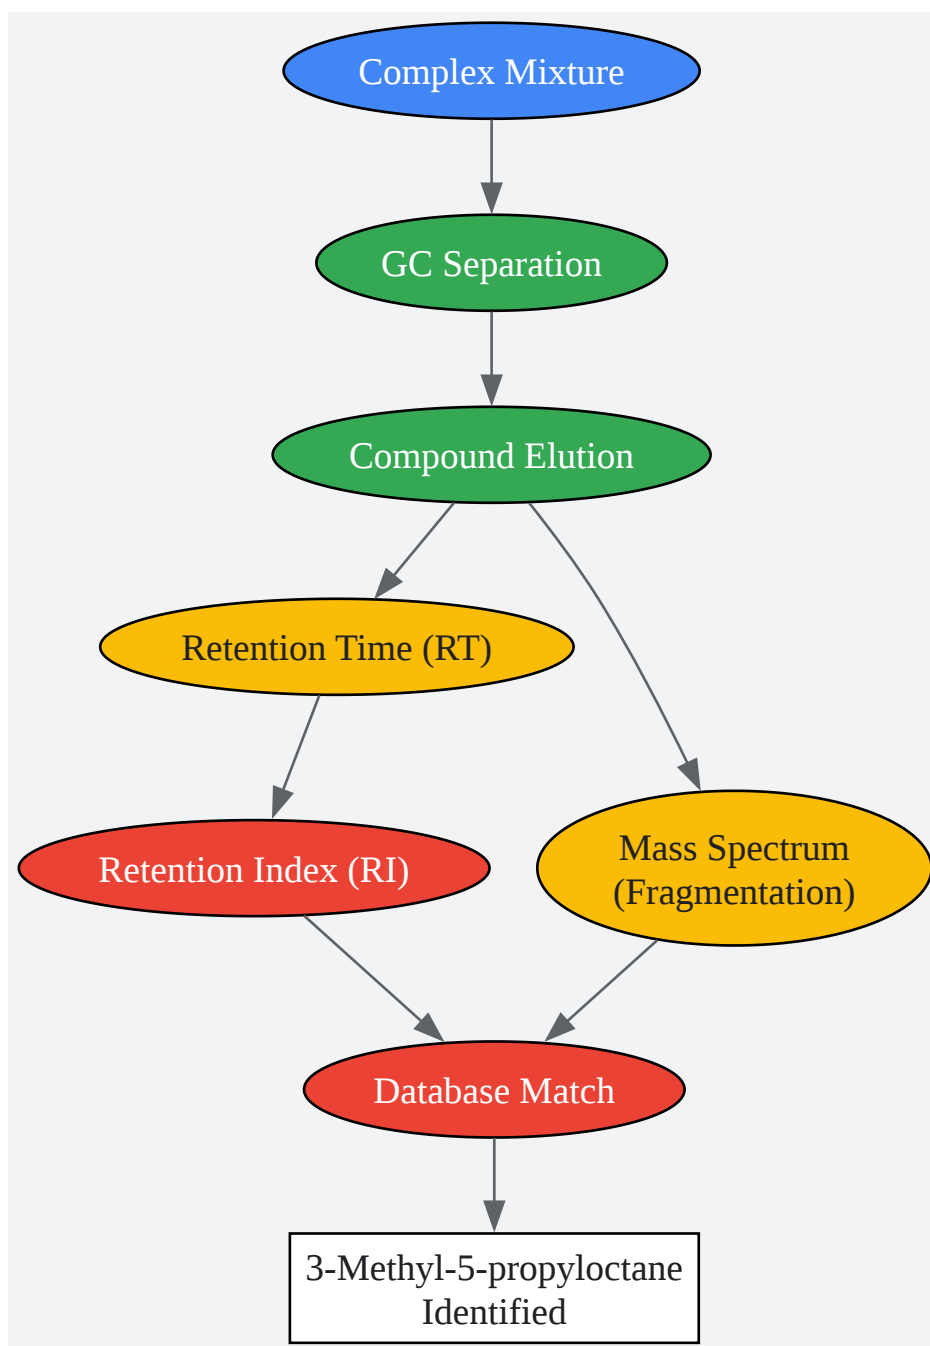 Complex Mixture
GC Separation
Compound Elution
Retention Time (RT)
Retention Index (RI)
Mass Spectrum
(Fragmentation)
Database Match
3-Methyl-5-propyloctane
Identified